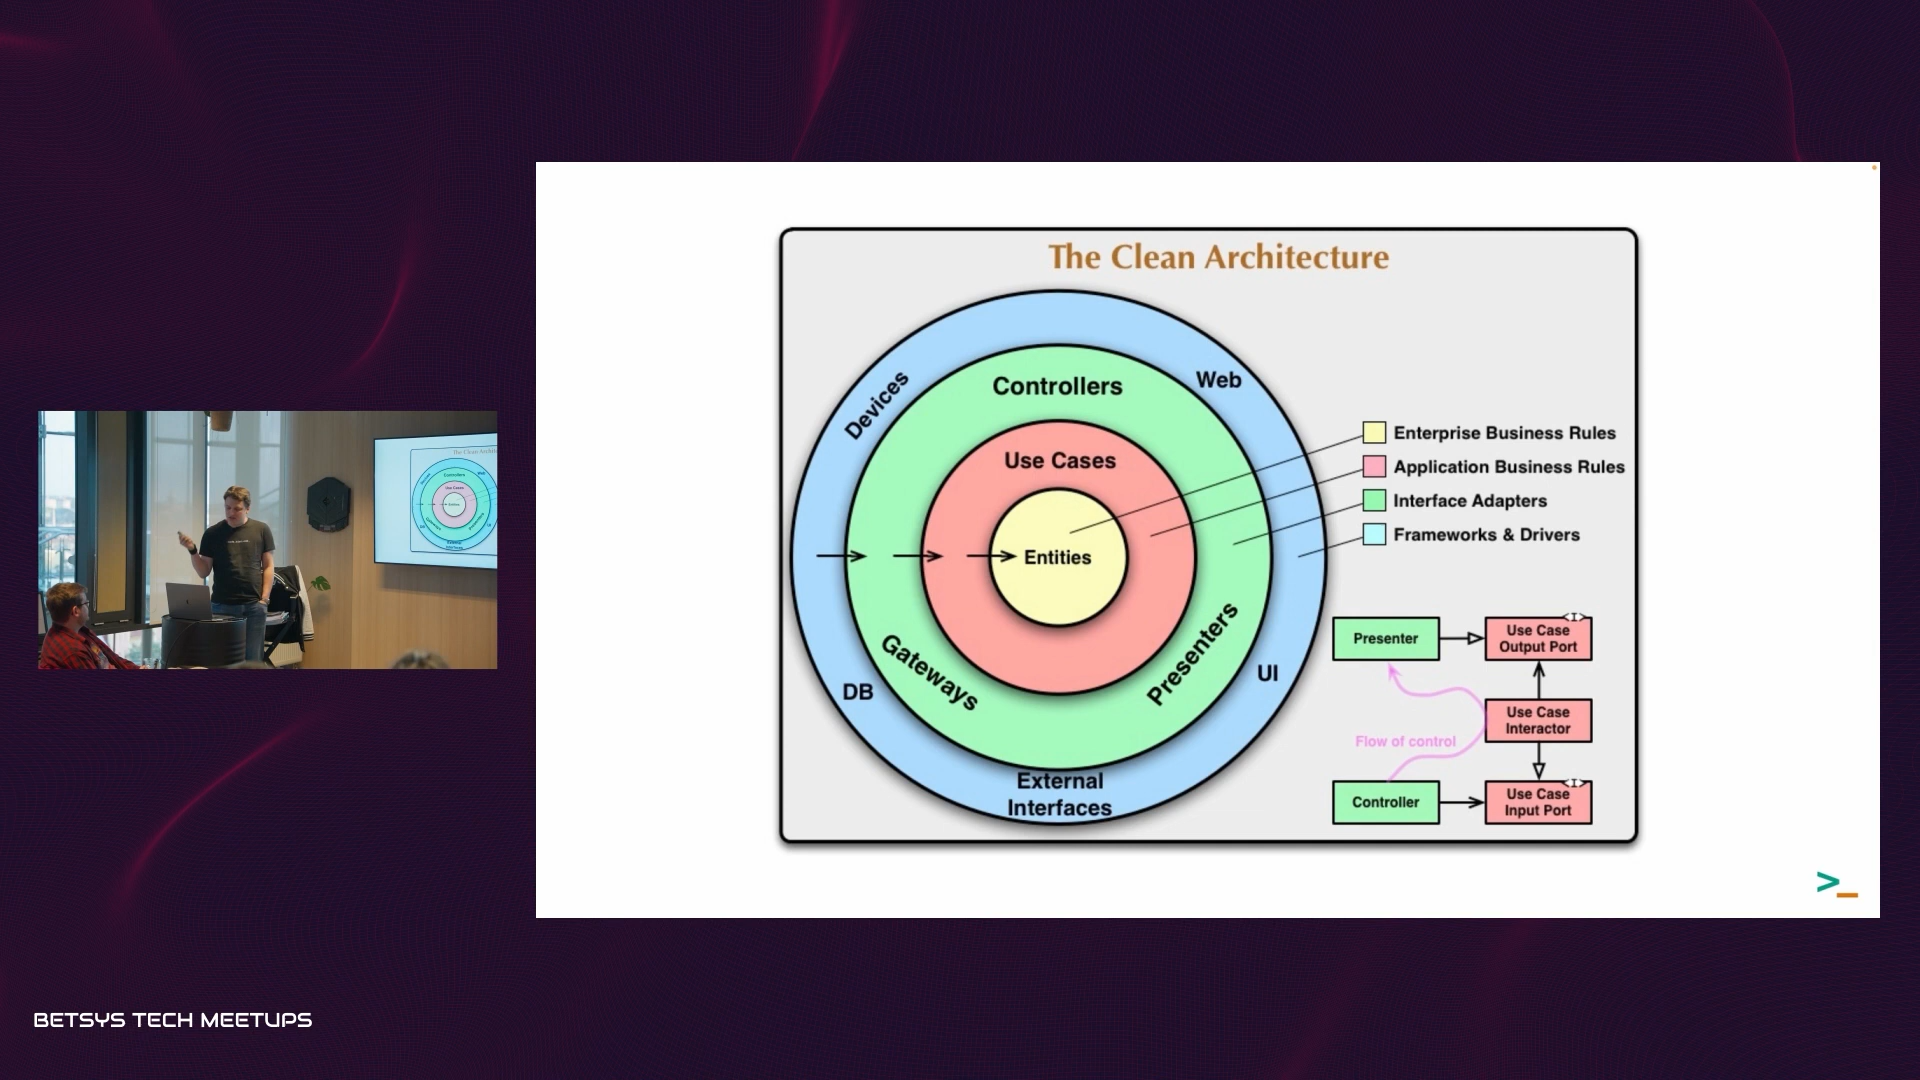 The Clean Architecture
Devices
Controllers
Web
Use Cases
Entities
Gateways
Presenters
DB
UI
External
Interfaces
Enterprise Business Rules
Application Business Rules
Interface Adapters
Frameworks & Drivers
Presenter
Use Case
Output Port
<I>
Use Case
Interactor
Flow of control
Controller
Use Case
Input Port
<I>
>_
BETSYS TECH MEETUPS